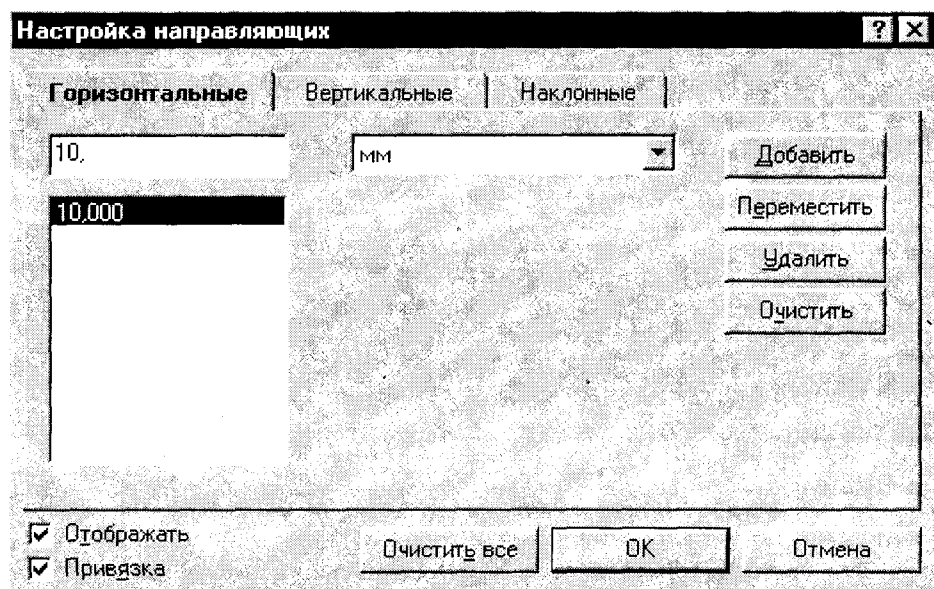 Настройка направляющих
Горизонтальные Вертикальные Наклонные
10, мм Добавить
10,000 Переместить
Удалить
Очистить
Отображать
Привязка
Очистить все OK Отмена